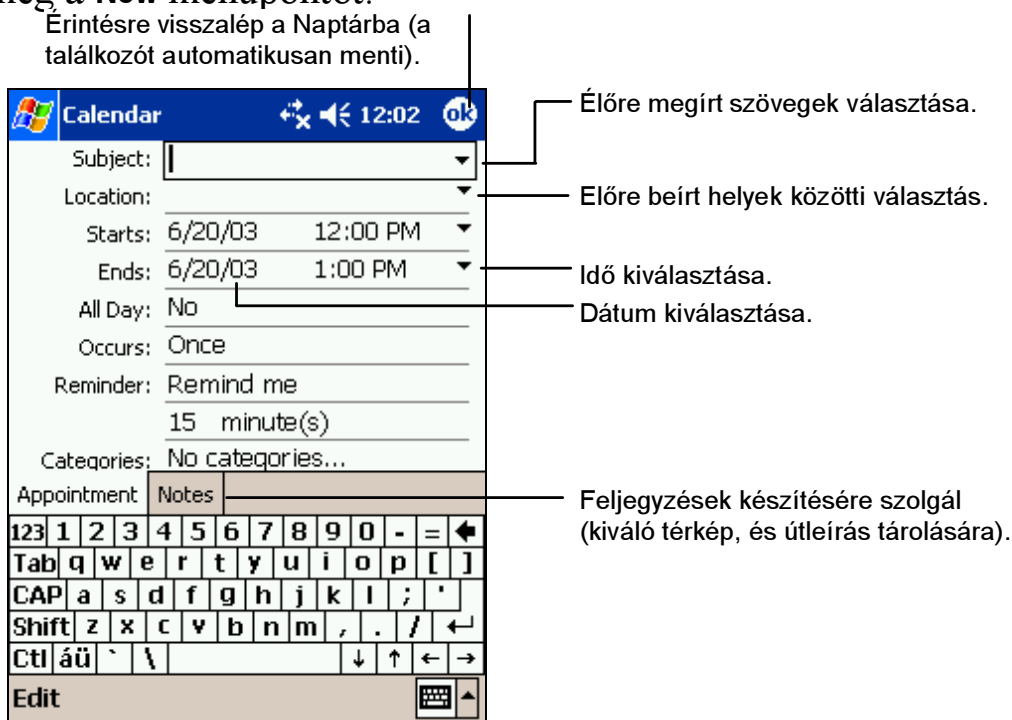 meg a New menüpontot.
Érintésre visszalép a Naptárba (a
találkozót automatikusan menti).
Calendar 12:02 ok
Élőre megírt szövegek választása.
Subject:
Location:
Előre beírt helyek közötti választás.
Starts: 6/20/03 12:00 PM
Ends: 6/20/03 1:00 PM
Idő kiválasztása.
All Day: No
Dátum kiválasztása.
Occurs: Once
Reminder: Remind me
15 minute(s)
Categories: No categories...
Appointment Notes
Feljegyzések készítésére szolgál
(kiváló térkép, és útleírás tárolására).
123 1 2 3 4 5 6 7 8 9 0 - = 🡄
Tab q w e r t y u i o p [ ]
CAP a s d f g h j k l ; '
Shift z x c v b n m , . / ↵
Ctl áü ` \ ↓ ↑ ← →
Edit